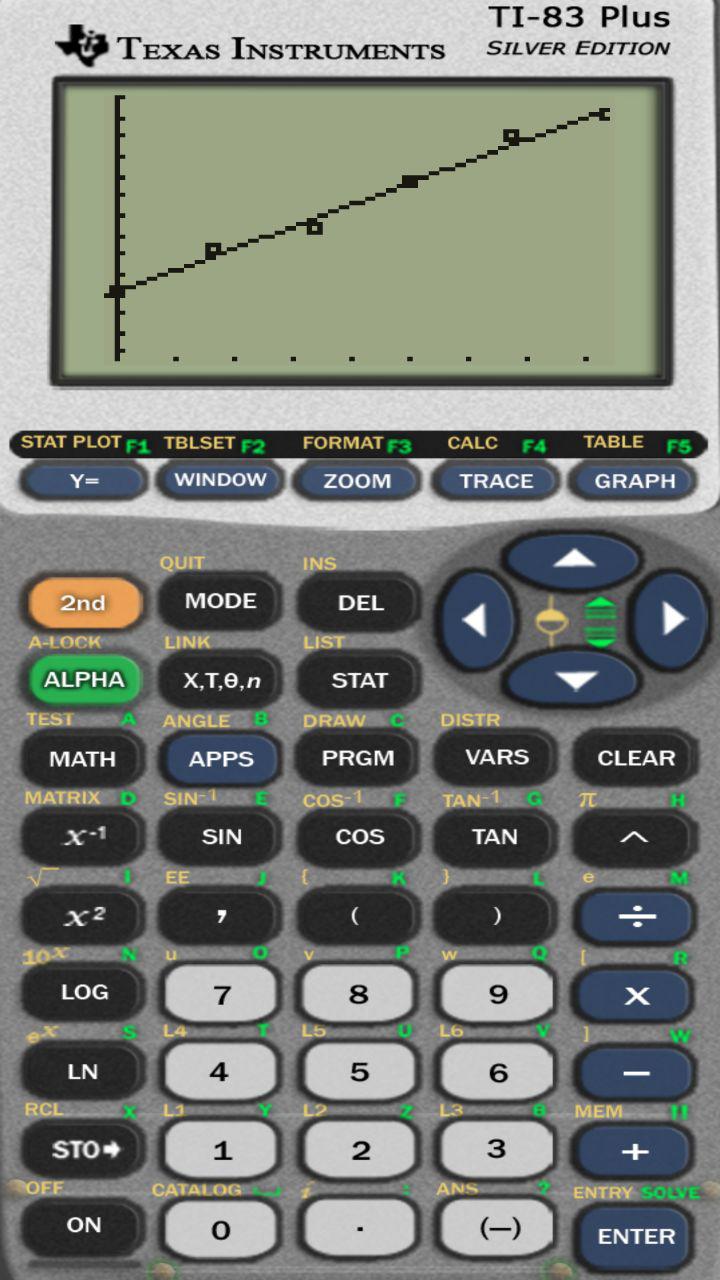 TI-83 Plus
TEXAS INSTRUMENTS SILVER EDITION
STAT PLOT F1 TBLSET F2 FORMAT F3 CALC F4 TABLE F5
Y= WINDOW ZOOM TRACE GRAPH
QUIT INS
2nd MODE DEL
A-LOCK LINK LIST
ALPHA X,T,θ,n STAT
TEST A ANGLE B DRAW C DISTR
MATH APPS PRGM VARS CLEAR
MATRIX D SIN-1 E COS-1 F TAN-1 G π H
x-1 SIN COS TAN ^
√ I EE J { K } L e M
x2 , ( ) ÷
10x N u O v P w Q [ R
LOG 7 8 9 X
ex S L4 T L5 U L6 V ] W
LN 4 5 6 −
RCL X L1 Y L2 Z L3 θ MEM "
STO➔ 1 2 3 +
OFF CATALOG i : ANS ? ENTRY SOLVE
ON 0 . (—) ENTER